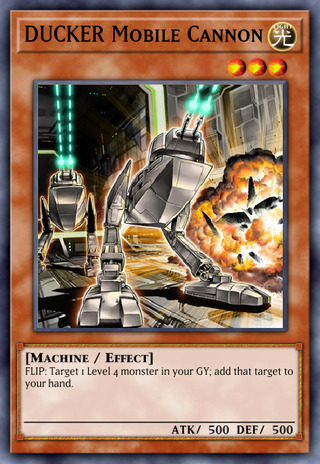 DUCKER Mobile Cannon
LIGHT
光
[Machine / Effect]
FLIP: Target 1 Level 4 monster in your GY; add that target to
your hand.
ATK/ 500 DEF/ 500